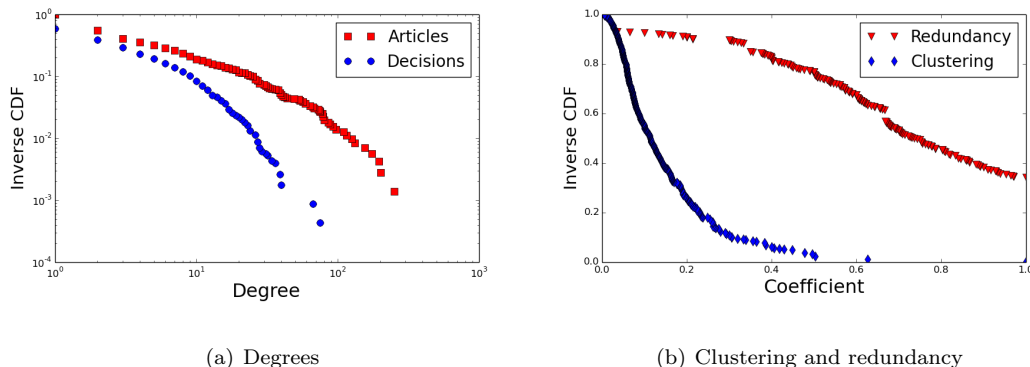 10^0
10^-1
10^-2
10^-3
10^-4
Inverse CDF
10^0 10^1 10^2 10^3
Degree
Articles
Decisions
(a) Degrees
1.0
0.8
0.6
0.4
0.2
0.0
Inverse CDF
0.0 0.2 0.4 0.6 0.8 1.0
Coefficient
Redundancy
Clustering
(b) Clustering and redundancy